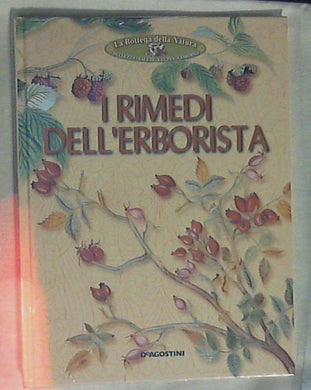 La Bottega della Natura
I RIMEDI
DELL'ERBORISTA
DEAGOSTINI